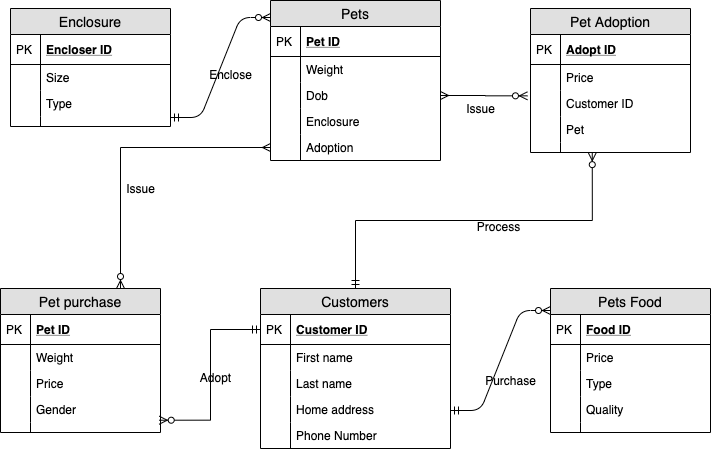 Enclosure
PK Encloser ID
Size
Type
Enclose
Pets
PK Pet ID
Weight
Dob
Enclosure
Adoption
Issue
Pet Adoption
PK Adopt ID
Price
Customer ID
Pet
Issue
Process
Pet purchase
PK Pet ID
Weight
Price
Gender
Adopt
Customers
PK Customer ID
First name
Last name
Home address
Phone Number
Purchase
Pets Food
PK Food ID
Price
Type
Quality